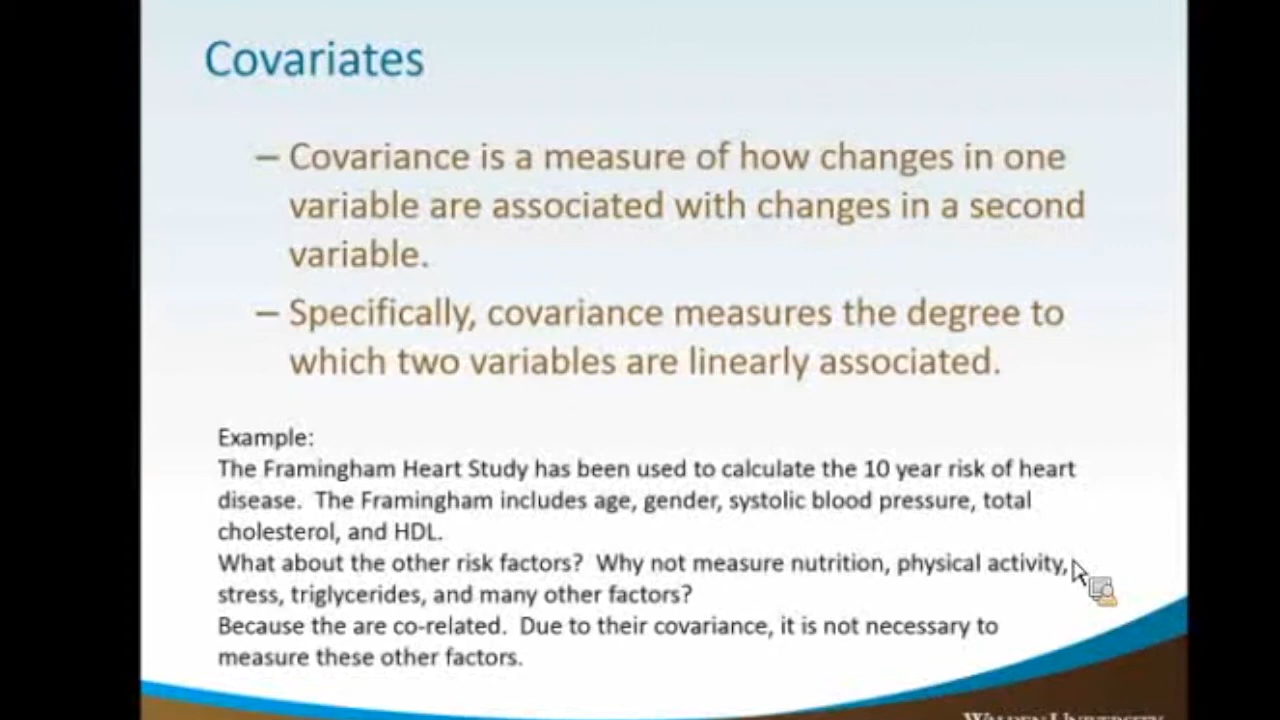 Covariates
– Covariance is a measure of how changes in one
variable are associated with changes in a second
variable.
– Specifically, covariance measures the degree to
which two variables are linearly associated.
Example:
The Framingham Heart Study has been used to calculate the 10 year risk of heart
disease.  The Framingham includes age, gender, systolic blood pressure, total
cholesterol, and HDL.
What about the other risk factors?  Why not measure nutrition, physical activity,
stress, triglycerides, and many other factors?
Because the are co-related.  Due to their covariance, it is not necessary to
measure these other factors.
WALDEN UNIVERSITY